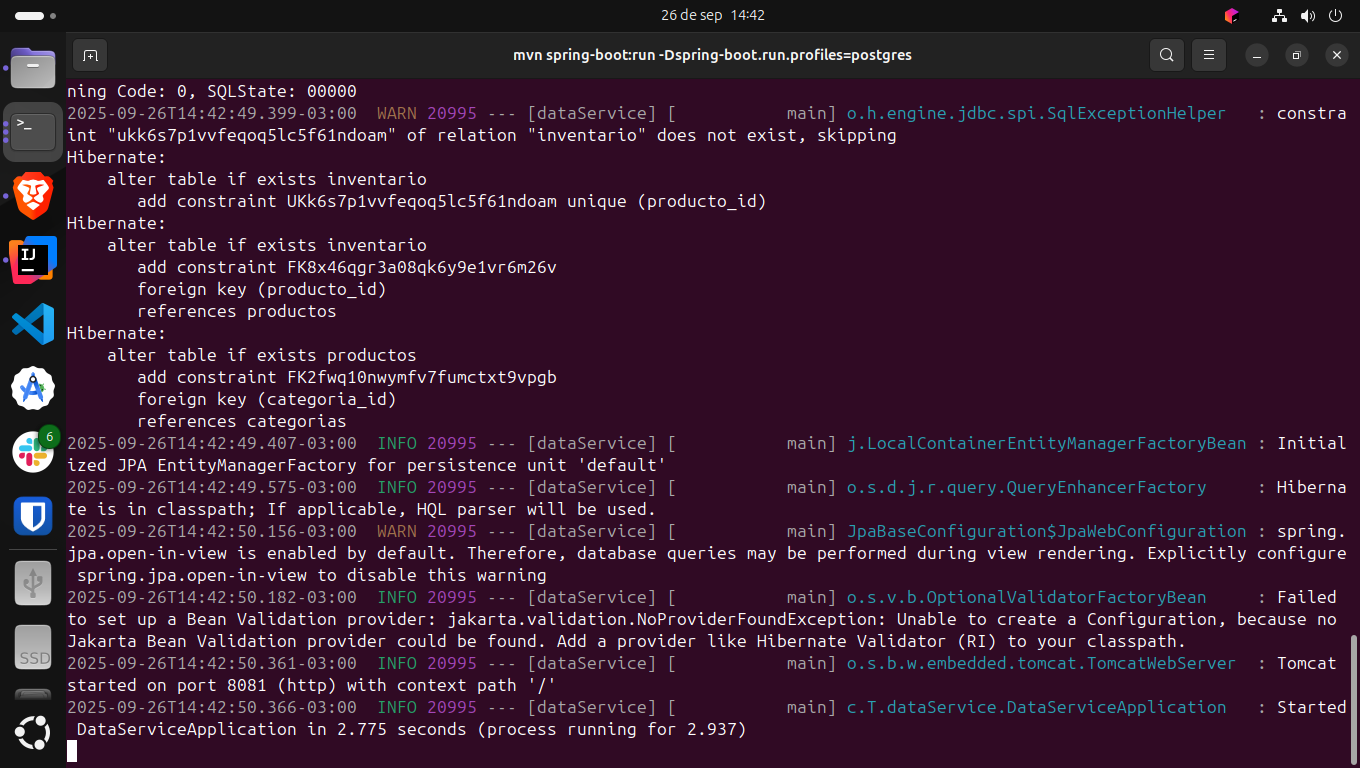 26 de sep 14:42
mvn spring-boot:run -Dspring-boot.run.profiles=postgres
ning Code: 0, SQLState: 00000
2025-09-26T14:42:49.399-03:00  WARN 20995 --- [dataService] [           main] o.h.engine.jdbc.spi.SqlExceptionHelper   : constra
int "ukk6s7p1vvfeqoq5lc5f61ndoam" of relation "inventario" does not exist, skipping
Hibernate:
    alter table if exists inventario
       add constraint UKk6s7p1vvfeqoq5lc5f61ndoam unique (producto_id)
Hibernate:
    alter table if exists inventario
       add constraint FK8x46qgr3a08qk6y9e1vr6m26v
       foreign key (producto_id)
       references productos
Hibernate:
    alter table if exists productos
       add constraint FK2fwq10nwymfv7fumctxt9vpgb
       foreign key (categoria_id)
       references categorias
2025-09-26T14:42:49.407-03:00  INFO 20995 --- [dataService] [           main] j.LocalContainerEntityManagerFactoryBean : Initial
ized JPA EntityManagerFactory for persistence unit 'default'
2025-09-26T14:42:49.575-03:00  INFO 20995 --- [dataService] [           main] o.s.d.j.r.query.QueryEnhancerFactory     : Hiberna
te is in classpath; If applicable, HQL parser will be used.
2025-09-26T14:42:50.156-03:00  WARN 20995 --- [dataService] [           main] JpaBaseConfiguration$JpaWebConfiguration : spring.
jpa.open-in-view is enabled by default. Therefore, database queries may be performed during view rendering. Explicitly configure
 spring.jpa.open-in-view to disable this warning
2025-09-26T14:42:50.182-03:00  INFO 20995 --- [dataService] [           main] o.s.v.b.OptionalValidatorFactoryBean     : Failed
to set up a Bean Validation provider: jakarta.validation.NoProviderFoundException: Unable to create a Configuration, because no
Jakarta Bean Validation provider could be found. Add a provider like Hibernate Validator (RI) to your classpath.
2025-09-26T14:42:50.361-03:00  INFO 20995 --- [dataService] [           main] o.s.b.w.embedded.tomcat.TomcatWebServer  : Tomcat
started on port 8081 (http) with context path '/'
2025-09-26T14:42:50.366-03:00  INFO 20995 --- [dataService] [           main] c.T.dataService.DataServiceApplication   : Started
 DataServiceApplication in 2.775 seconds (process running for 2.937)
>_
IJ
6
SSD